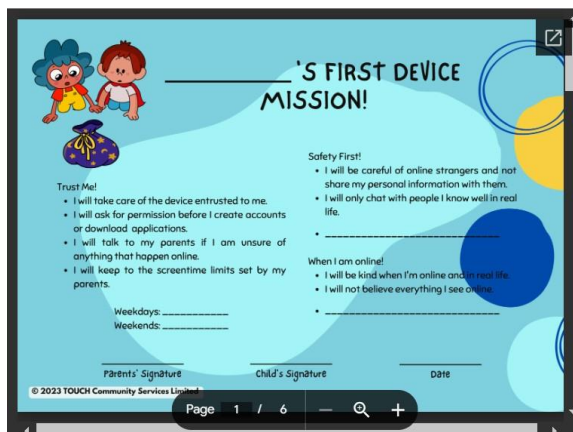 _____________'S FIRST DEVICE
MISSION!
Trust Me!
• I will take care of the device entrusted to me.
• I will ask for permission before I create accounts
or download applications.
• I will talk to my parents if I am unsure of
anything that happen online.
• I will keep to the screentime limits set by my
parents.
Weekdays: ___________
Weekends: ___________
Safety First!
• I will be careful of online strangers and not
share my personal information with them.
• I will only chat with people I know well in real
life.
• _____________________________
When I am online!
• I will be kind when I'm online and in real life.
• I will not believe everything I see online.
• _____________________________
Parents' Signature
Child's Signature
Date
© 2023 TOUCH Community Services Limited
Page 1 / 6